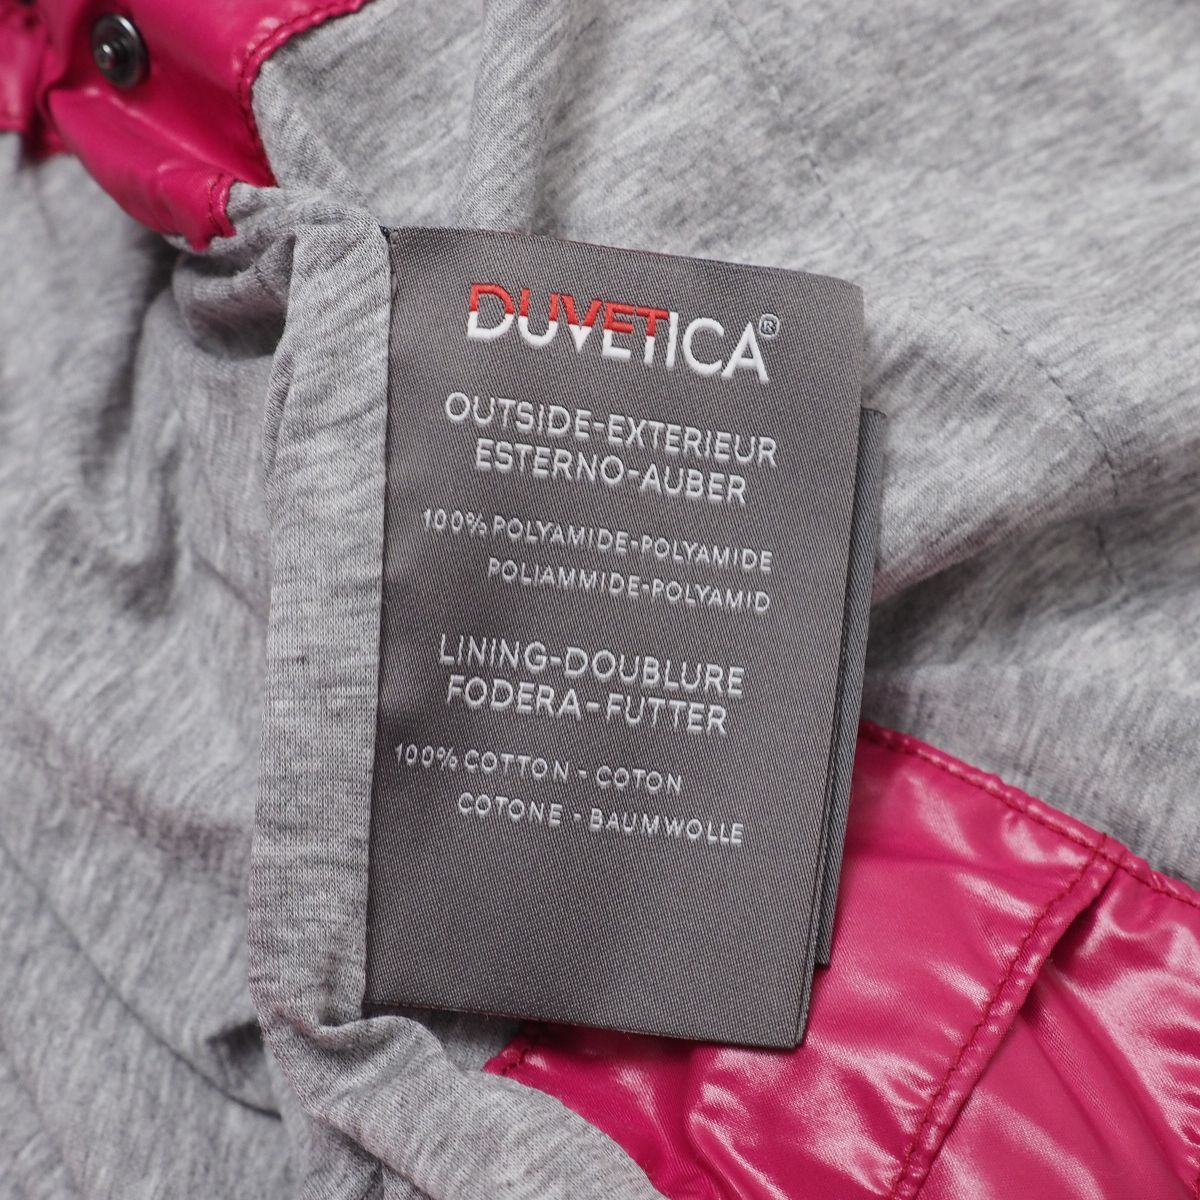 DUVETICA®
OUTSIDE-EXTERIEUR
ESTERNO-AUBER
100% POLYAMIDE-POLYAMIDE
POLIAMMIDE-POLYAMID
LINING-DOUBLURE
FODERA-FUTTER
100% COTTON - COTON
COTONE - BAUMWOLLE